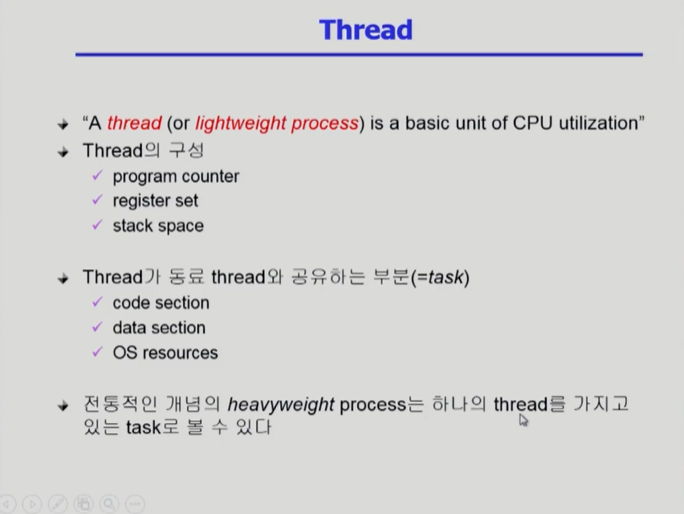 Thread
“A thread (or lightweight process) is a basic unit of CPU utilization”
Thread의 구성
program counter
register set
stack space
Thread가 동료 thread와 공유하는 부분(=task)
code section
data section
OS resources
전통적인 개념의 heavyweight process는 하나의 thread를 가지고
있는 task로 볼 수 있다